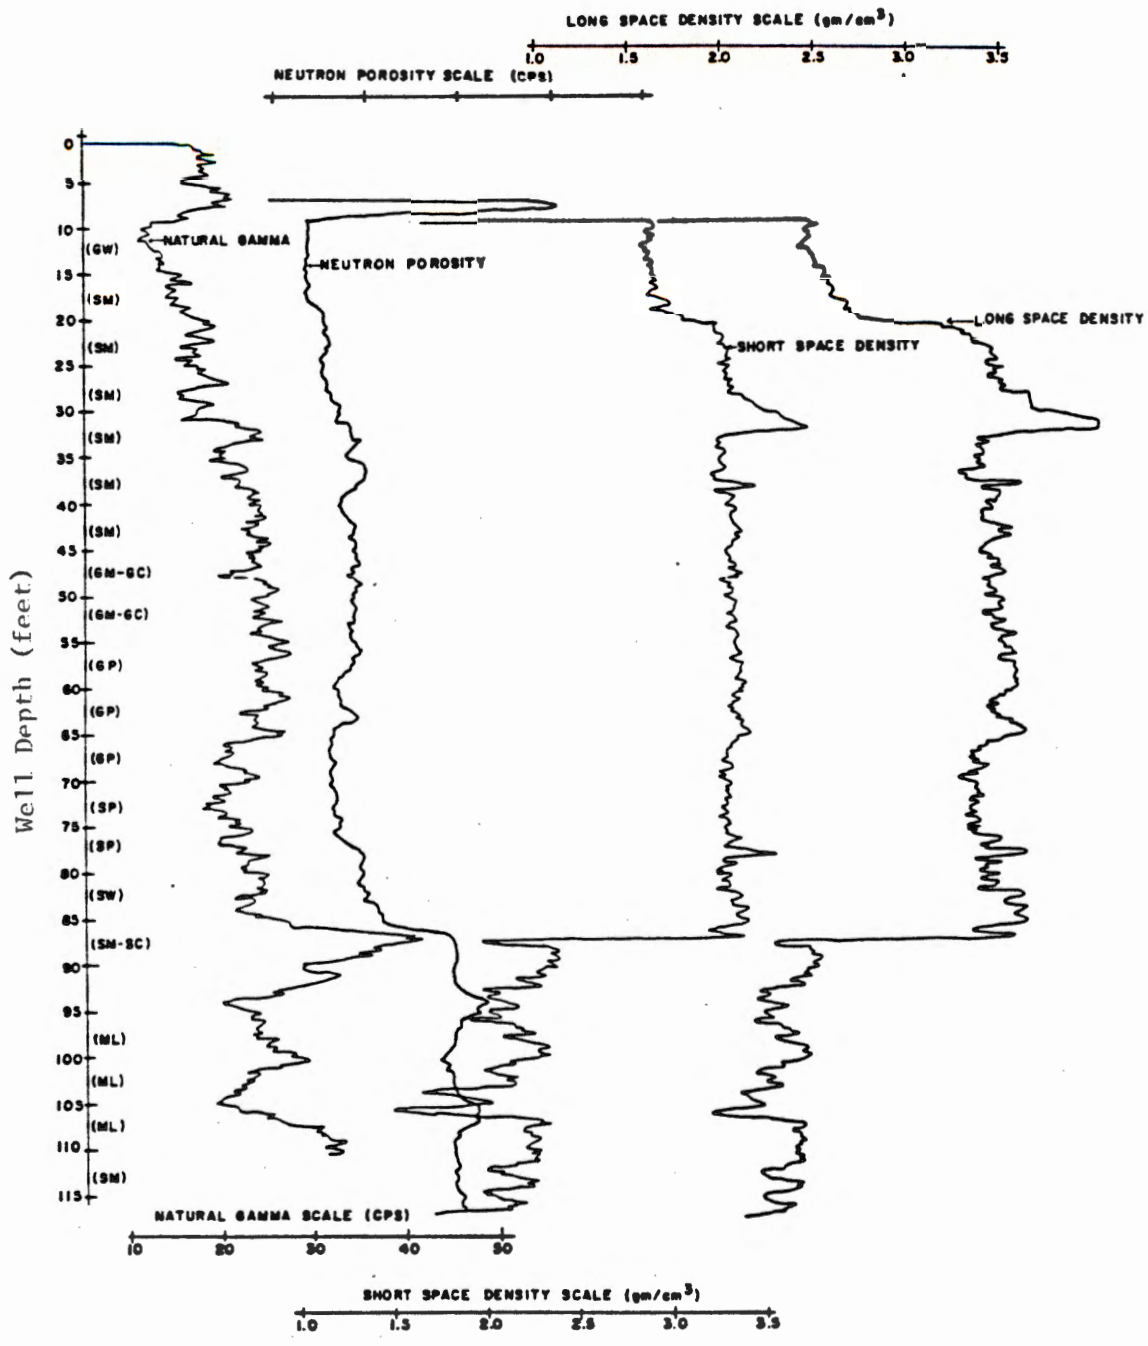 LONG SPACE DENSITY SCALE (gm/cm³)
1.0 1.5 2.0 2.5 3.0 3.5
NEUTRON POROSITY SCALE (CPS)
0
5
10
NATURAL GAMMA
(GW)
NEUTRON POROSITY
15
(SM)
20
LONG SPACE DENSITY
(SM)
SHORT SPACE DENSITY
25
(SM)
30
(SM)
35
(SM)
40
(SM)
45
(GM-GC)
50
(GM-GC)
55
(GP)
60
(GP)
65
(GP)
70
(SP)
75
(SP)
80
(SW)
85
(SM-SC)
90
95
(ML)
100
(ML)
105
(ML)
110
(SM)
115
Well Depth (feet)
NATURAL GAMMA SCALE (CPS)
10 20 30 40 50
SHORT SPACE DENSITY SCALE (gm/cm³)
1.0 1.5 2.0 2.5 3.0 3.5